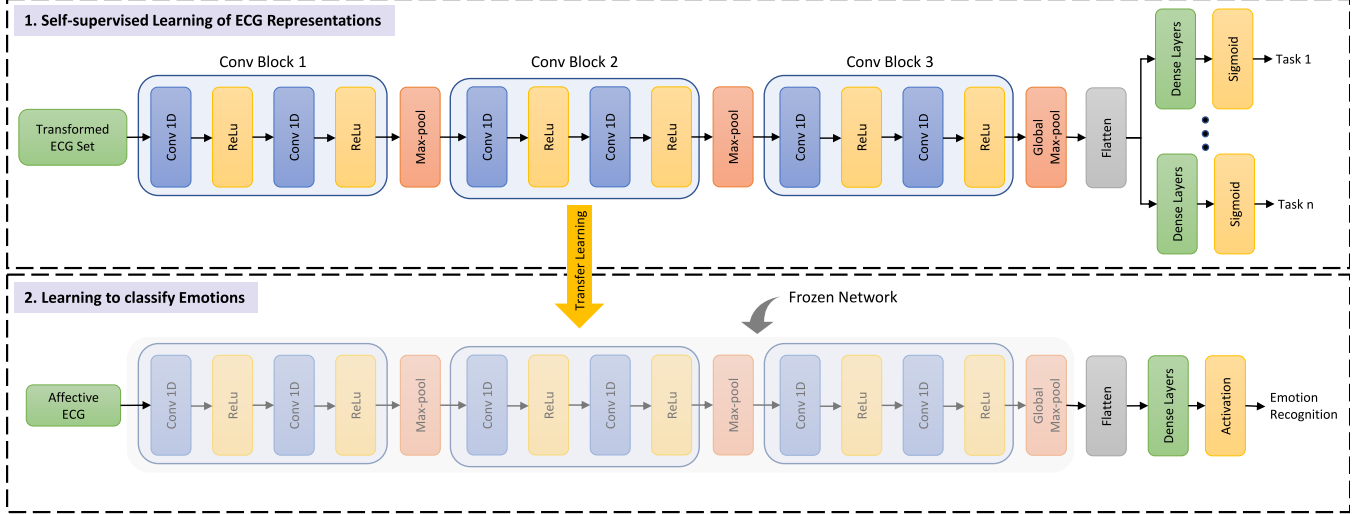 1. Self-supervised Learning of ECG Representations
Conv Block 1
Conv Block 2
Conv Block 3
Transformed
ECG Set
Conv 1D
ReLu
Conv 1D
ReLu
Max-pool
Conv 1D
ReLu
Conv 1D
ReLu
Max-pool
Conv 1D
ReLu
Conv 1D
ReLu
Global
Max-pool
Flatten
Dense Layers
Sigmoid
Task 1
Dense Layers
Sigmoid
Task n
Transfer Learning
2. Learning to classify Emotions
Frozen Network
Affective
ECG
Conv 1D
ReLu
Conv 1D
ReLu
Max-pool
Conv 1D
ReLu
Conv 1D
ReLu
Max-pool
Conv 1D
ReLu
Conv 1D
ReLu
Global
Max-pool
Flatten
Dense Layers
Activation
Emotion
Recognition